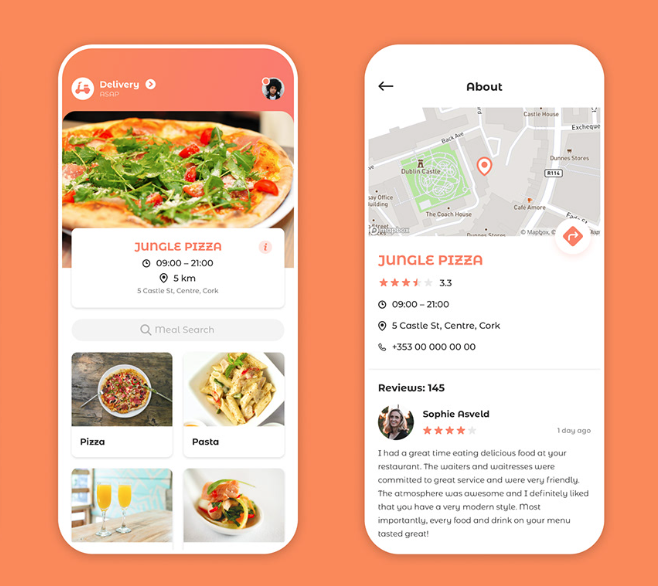 Delivery
ASAP
JUNGLE PIZZA
i
09:00 – 21:00
5 km
5 Castle St, Centre, Cork
Meal Search
Pizza
Pasta
About
Castle House
Back Ave
Exchequer
Dublin Castle
Dunnes Stores
R114
The Coach House
Café Amore
Building
mapbox
Dunnes Stores
© Mapbox,
JUNGLE PIZZA
3.3
09:00 – 21:00
5 Castle St, Centre, Cork
+353 00 000 00 00
Reviews: 145
Sophie Asveld
1 day ago
I had a great time eating delicious food at your
restaurant. The waiters and waitresses were
committed to great service and were very friendly.
The atmosphere was awesome and I definitely liked
that you have a very modern style. Most
importantly, every food and drink on your menu
tasted great!